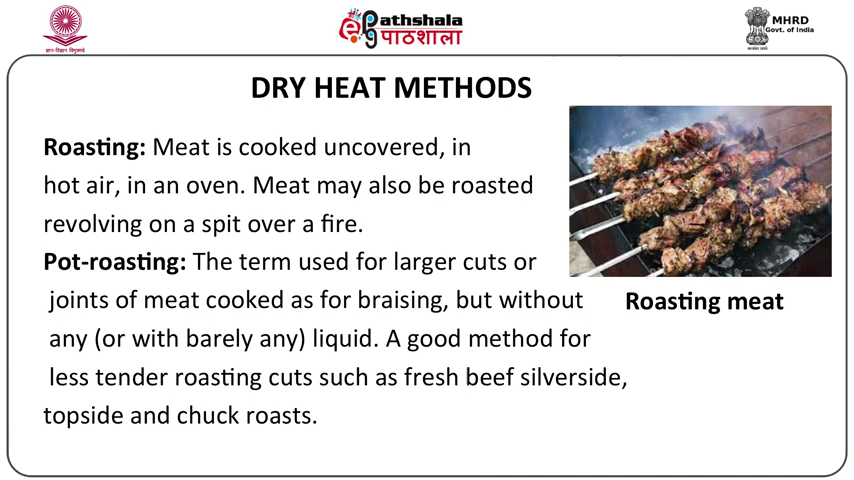 ज्ञान-विज्ञान विमुक्तये
ePathshala
pg पाठशाला
MHRD
Govt. of India
DRY HEAT METHODS
Roasting: Meat is cooked uncovered, in
hot air, in an oven. Meat may also be roasted
revolving on a spit over a fire.
Pot-roasting: The term used for larger cuts or
joints of meat cooked as for braising, but without
any (or with barely any) liquid. A good method for
less tender roasting cuts such as fresh beef silverside,
topside and chuck roasts.
Roasting meat